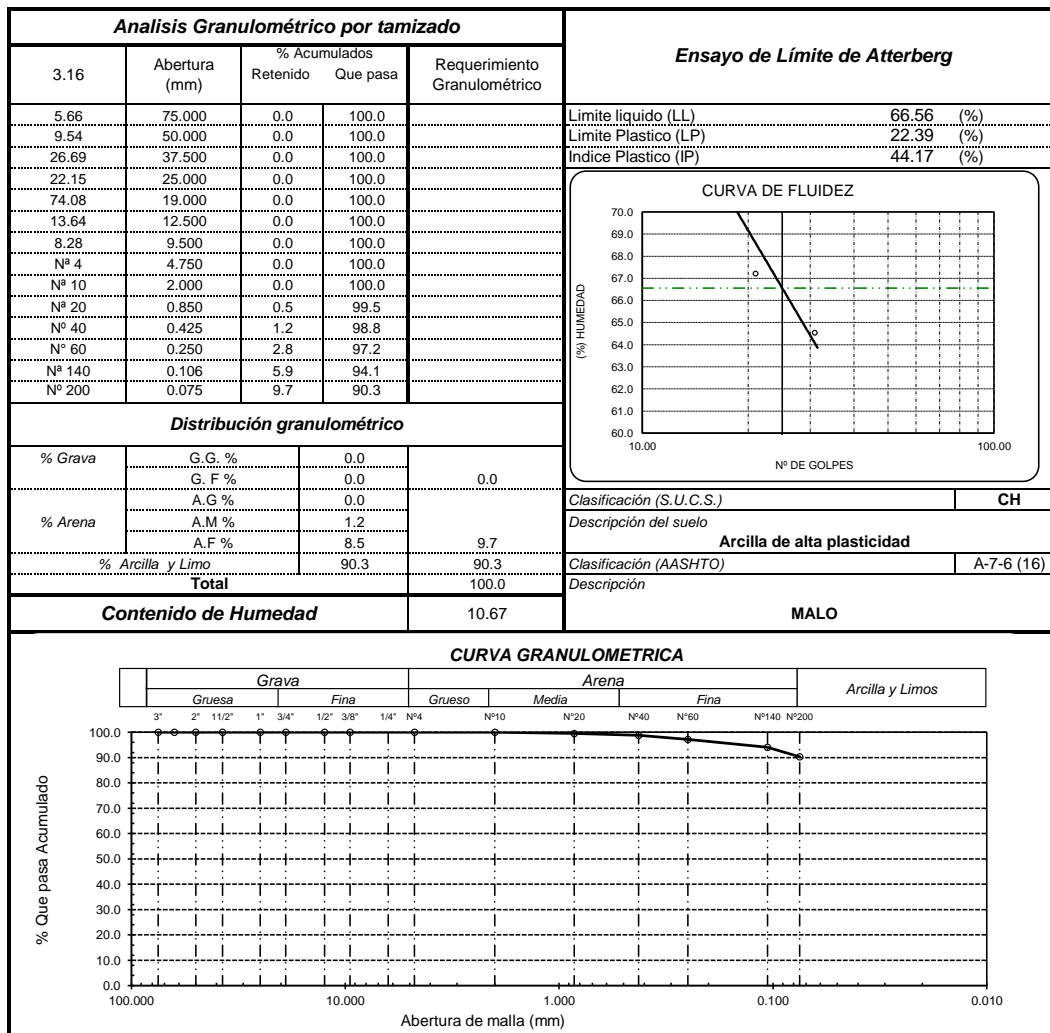 Analisis Granulométrico por tamizado
3.16 Abertura (mm) % Acumulados Retenido Que pasa Requerimiento Granulométrico
5.66 75.000 0.0 100.0
9.54 50.000 0.0 100.0
26.69 37.500 0.0 100.0
22.15 25.000 0.0 100.0
74.08 19.000 0.0 100.0
13.64 12.500 0.0 100.0
8.28 9.500 0.0 100.0
Nª 4 4.750 0.0 100.0
Nª 10 2.000 0.0 100.0
Nª 20 0.850 0.5 99.5
Nº 40 0.425 1.2 98.8
N° 60 0.250 2.8 97.2
Nª 140 0.106 5.9 94.1
Nº 200 0.075 9.7 90.3
Distribución granulométrico
% Grava G.G. % 0.0
G. F % 0.0 0.0
A.G % 0.0
% Arena A.M % 1.2
A.F % 8.5 9.7
% Arcilla y Limo 90.3 90.3
Total 100.0
Contenido de Humedad 10.67
Ensayo de Límite de Atterberg
Limite liquido (LL) 66.56 (%)
Limite Plastico (LP) 22.39 (%)
Indice Plastico (IP) 44.17 (%)
CURVA DE FLUIDEZ
(%) HUMEDAD
70.0
69.0
68.0
67.0
66.0
65.0
64.0
63.0
62.0
61.0
60.0
10.00 100.00
Nº DE GOLPES
Clasificación (S.U.C.S.) CH
Descripción del suelo
Arcilla de alta plasticidad
Clasificación (AASHTO) A-7-6 (16)
Descripción
MALO
CURVA GRANULOMETRICA
Grava Arena Arcilla y Limos
Gruesa Fina Grueso Media Fina
3" 2" 11/2" 1" 3/4" 1/2" 3/8" 1/4" Nº4 Nº10 Nº20 Nº40 Nº60 Nº140 Nº200
% Que pasa Acumulado
100.0
90.0
80.0
70.0
60.0
50.0
40.0
30.0
20.0
10.0
0.0
100.000 10.000 1.000 0.100 0.010
Abertura de malla (mm)